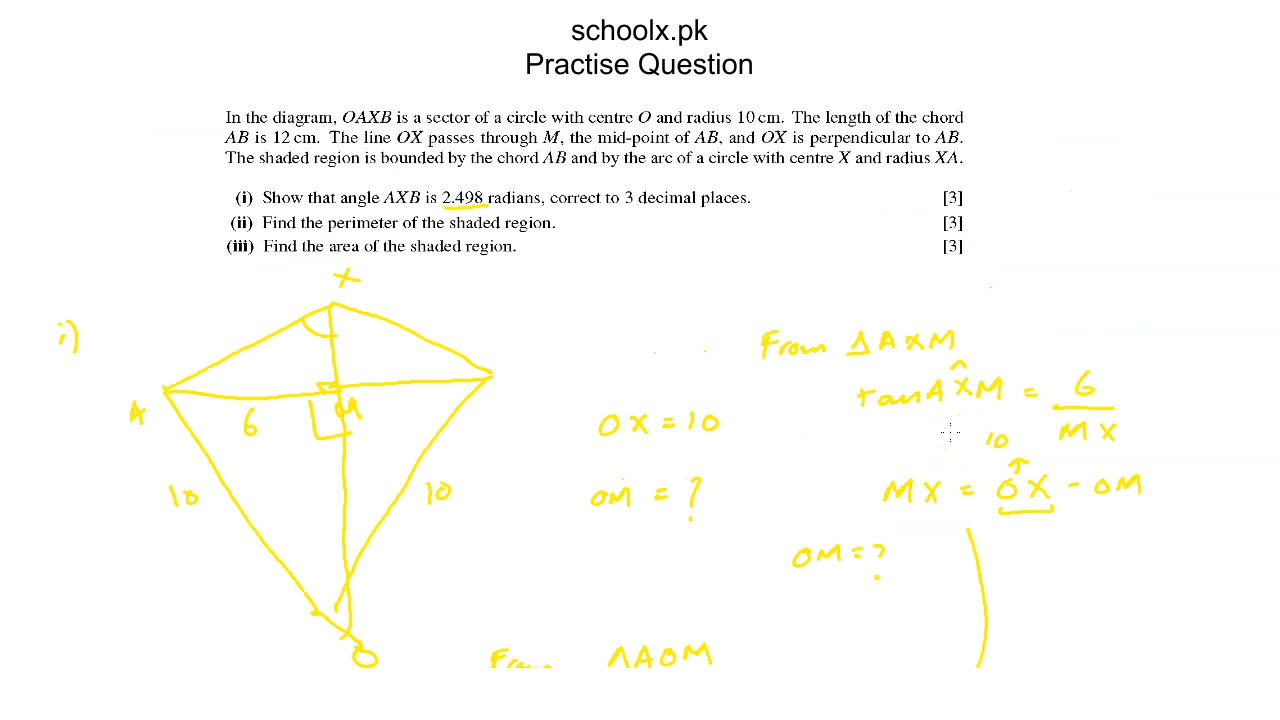 schoolx.pk
Practise Question
In the diagram, OAXB is a sector of a circle with centre O and radius 10 cm. The length of the chord
AB is 12 cm. The line OX passes through M, the mid-point of AB, and OX is perpendicular to AB.
The shaded region is bounded by the chord AB and by the arc of a circle with centre X and radius XA.
(i) Show that angle AXB is 2.498 radians, correct to 3 decimal places. [3]
(ii) Find the perimeter of the shaded region. [3]
(iii) Find the area of the shaded region. [3]
i)
X
A
6
M
10
10
O
OX = 10
OM = ?
From ΔAXM
tan AX̂M = 6/MX
10
MX = OX - OM
OM = ?
From ΔAOM